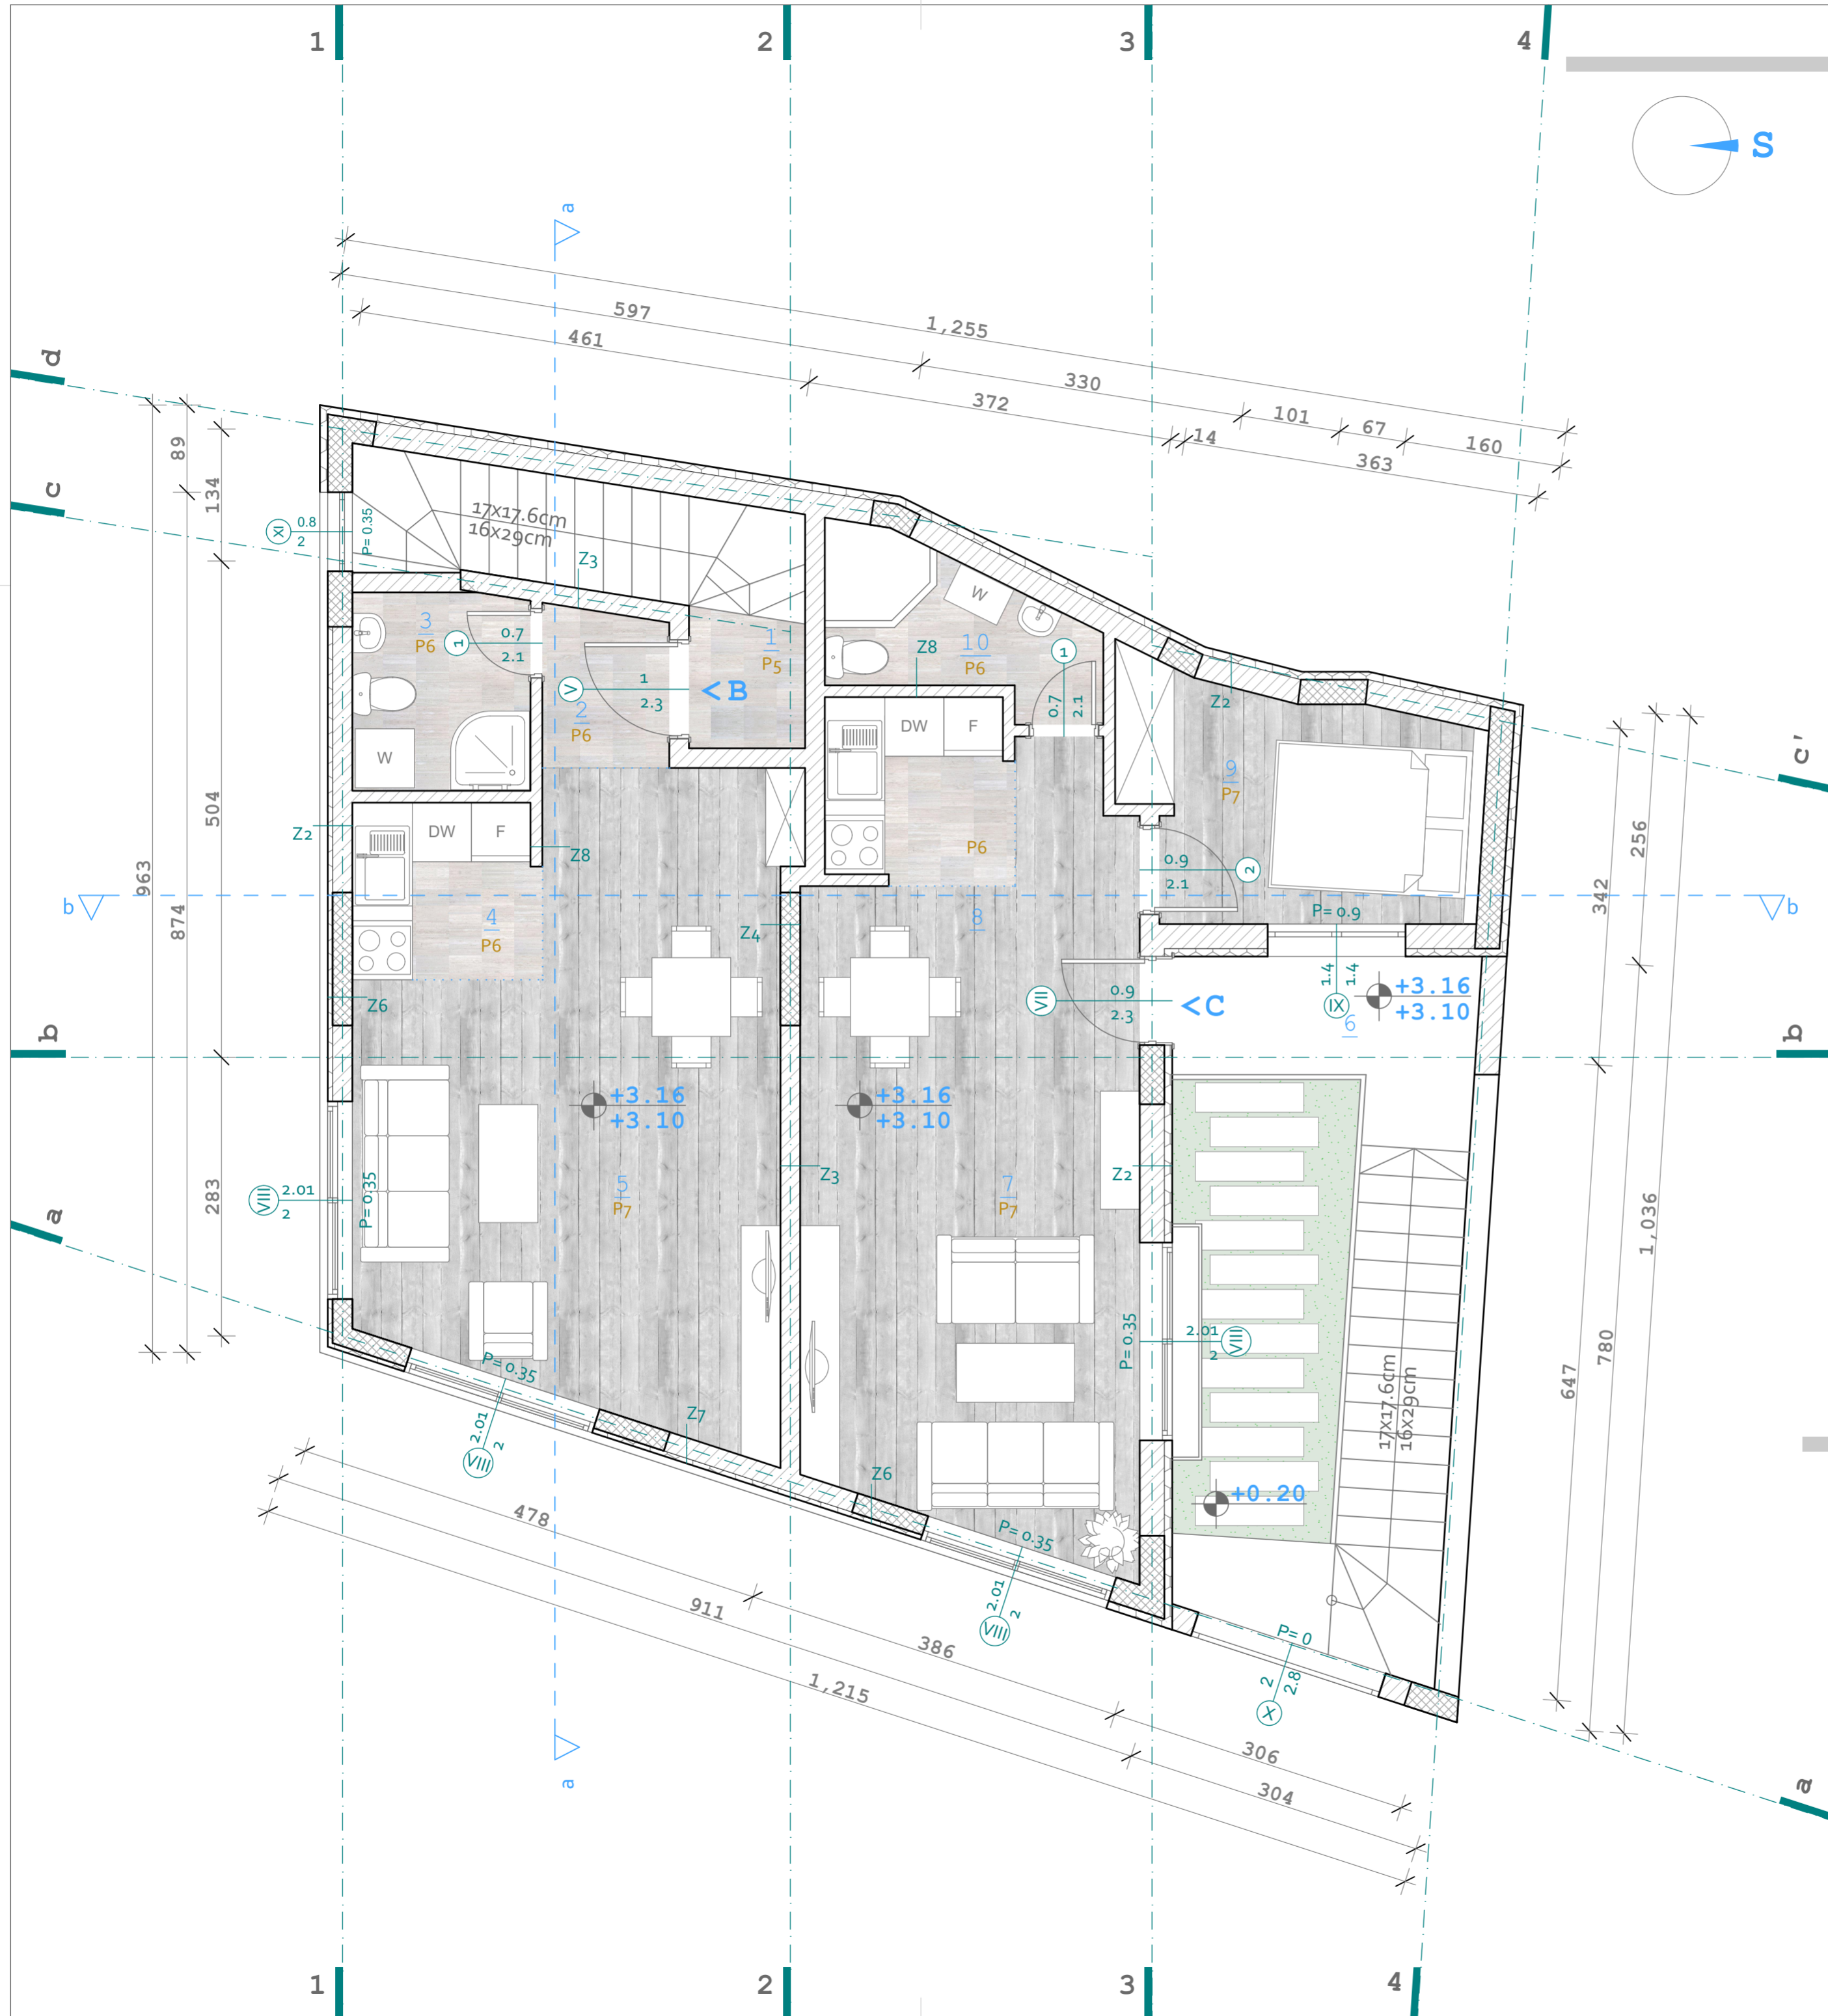 1
2
3
4
S
a
597
1,255
461
330
372
101
67
160
14
363
d
c
c'
963
89
874
134
504
283
XI
0.8
2
P= 0.35
17x17.6cm
16x29cm
Z3
3
P6
1
0.7
2.1
W
V
1
2.3
2
P6
<B
1
P5
10
P6
W
Z8
1
0.7
2.1
Z2
9
P7
Z2
DW
F
Z8
DW
F
P6
4
P6
b
b
Z4
8
2
0.9
2.1
P= 0.9
256
342
1,036
780
647
1.4
1.4
IX
+3.16
+3.10
6
VII
0.9
2.3
<C
Z6
b
b
+3.16
+3.10
+3.16
+3.10
VIII
2.01
2
P= 0.35
5
P7
Z3
7
P7
Z2
a
P= 0.35
2.01
2
VIII
17x17.6cm
16x29cm
P= 0.35
2.01
2
VIII
Z7
Z6
+0.20
P= 0.35
2.01
2
VIII
P= 0
2
2.8
X
478
911
386
1,215
306
304
a
a
1
2
3
4